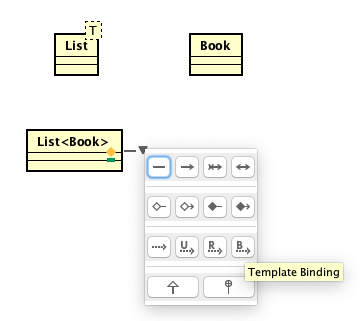 T
List
Book
List<Book>
U
R
B
Template Binding